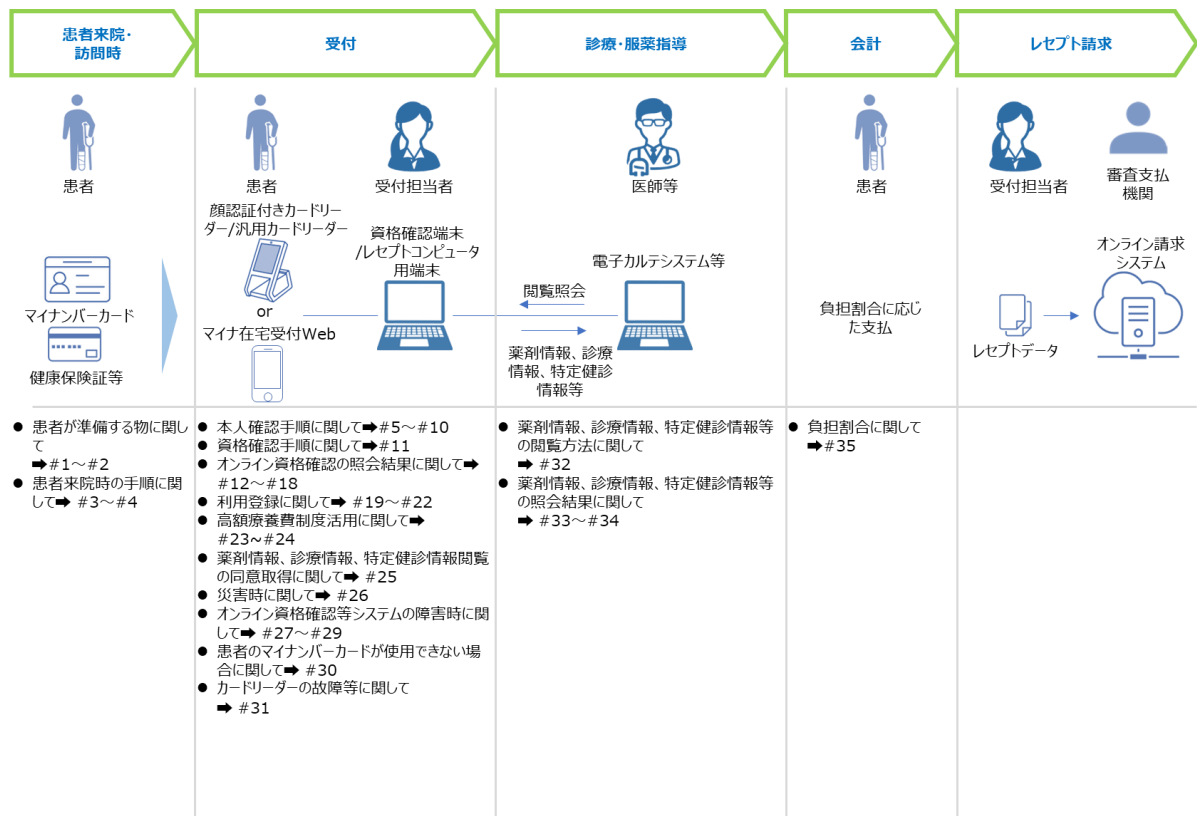 患者来院・
訪問時
受付
診療・服薬指導
会計
レセプト請求
患者
マイナンバーカード
健康保険証等
患者
受付担当者
顔認証付きカードリー
ダー/汎用カードリーダー
or
マイナ在宅受付Web
資格確認端末
/レセプトコンピュータ
用端末
医師等
電子カルテシステム等
閲覧照会
薬剤情報、診療
情報、特定健診
情報等
患者
負担割合に応じ
た支払
受付担当者
審査支払
機関
オンライン請求
システム
レセプトデータ
● 患者が準備する物に関し
て
➡#1～#2
● 患者来院時の手順に関
して➡ #3～#4
● 本人確認手順に関して➡#5～#10
● 資格確認手順に関して➡#11
● オンライン資格確認の照会結果に関して➡
#12～#18
● 利用登録に関して➡ #19～#22
● 高額療養費制度活用に関して➡
#23~#24
● 薬剤情報、診療情報、特定健診情報閲覧
の同意取得に関して➡ #25
● 災害時に関して➡ #26
● オンライン資格確認等システムの障害時に関
して➡ #27～#29
● 患者のマイナンバーカードが使用できない場
合に関して➡ #30
● カードリーダーの故障等に関して
➡ #31
● 薬剤情報、診療情報、特定健診情報等
の閲覧方法に関して
➡ #32
● 薬剤情報、診療情報、特定健診情報等
の照会結果に関して
➡ #33～#34
● 負担割合に関して
➡#35